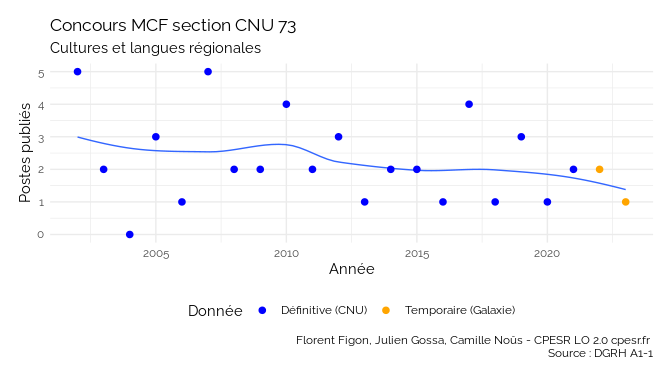 Concours MCF section CNU 73
Cultures et langues régionales
Postes publiés
5
4
3
2
1
0
2005 2010 2015 2020
Année
Donnée Définitive (CNU) Temporaire (Galaxie)
Florent Figon, Julien Gossa, Camille Noûs - CPESR LO 2.0 cpesr.fr
Source : DGRH A1-1